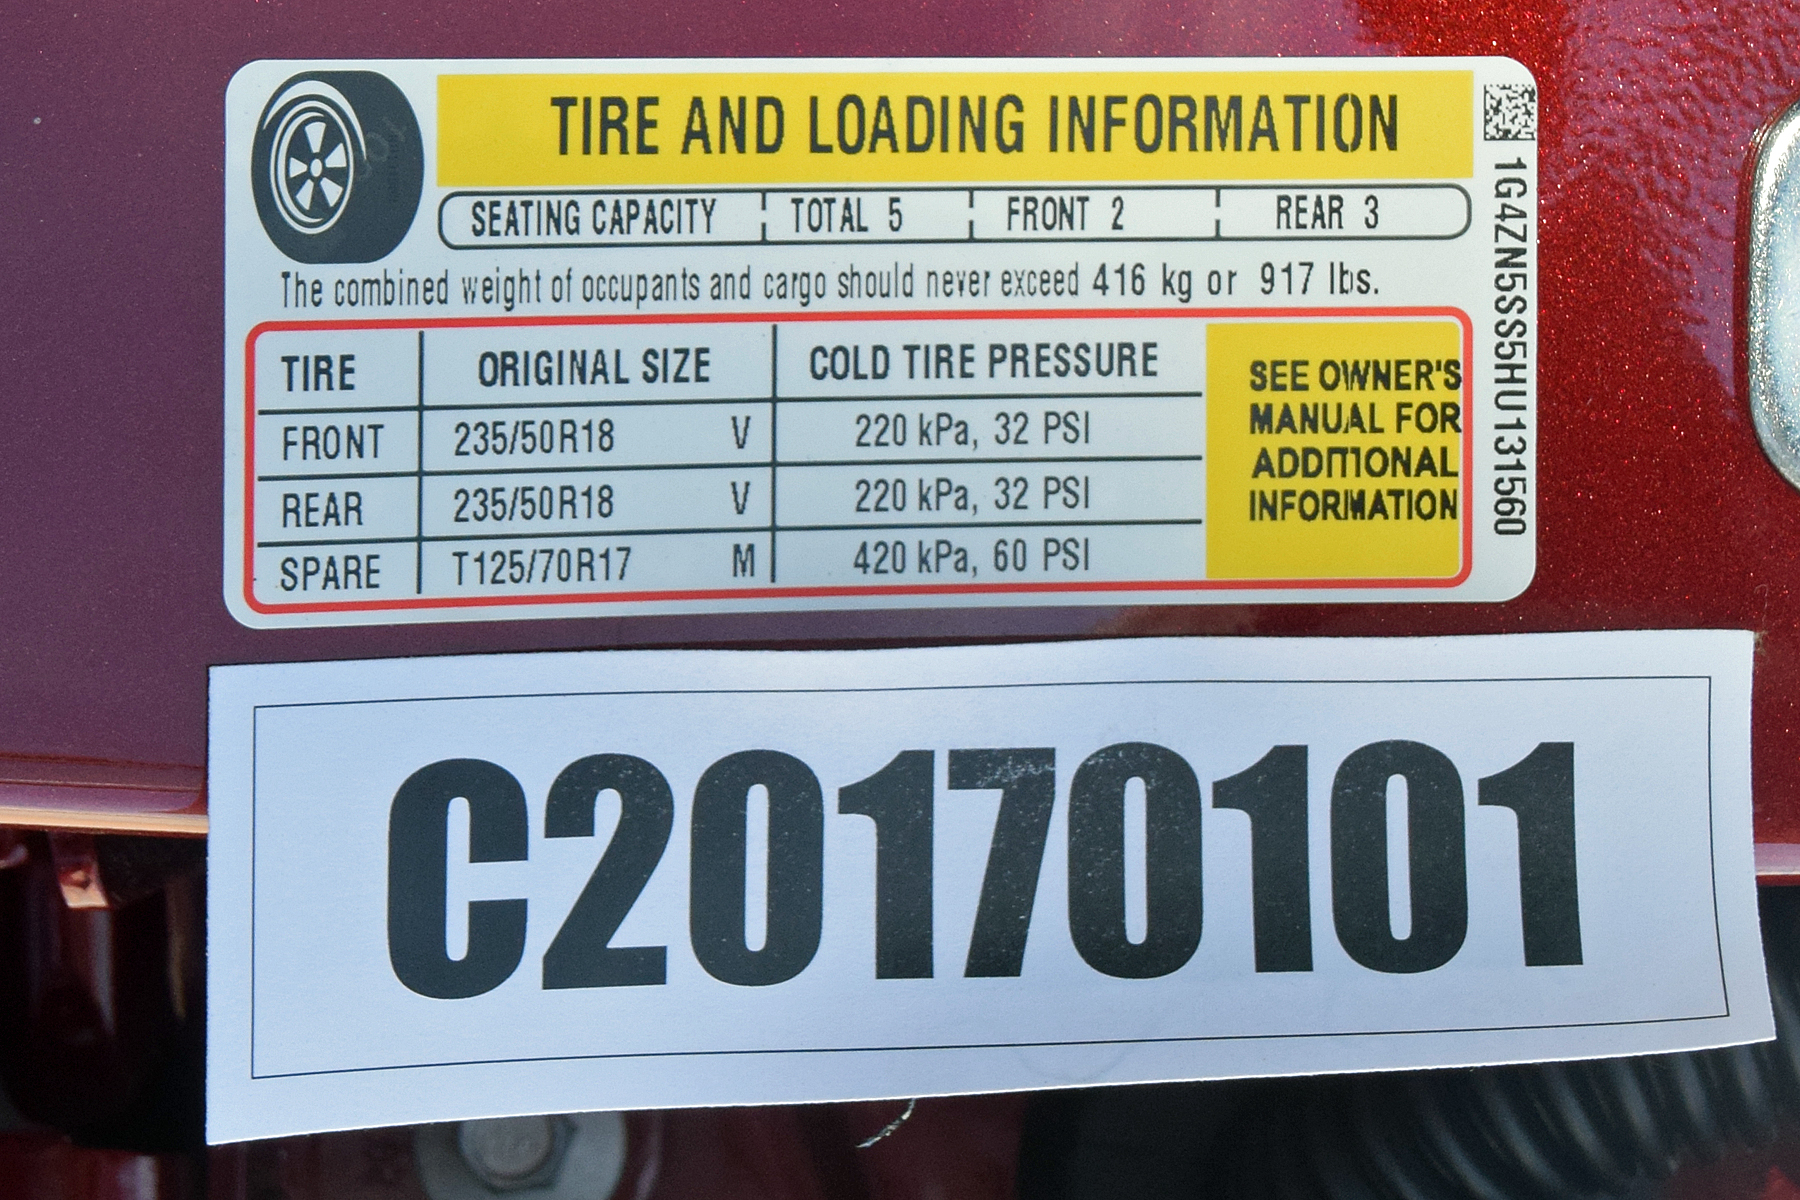 TIRE AND LOADING INFORMATION
SEATING CAPACITY TOTAL 5 FRONT 2 REAR 3
The combined weight of occupants and cargo should never exceed 416 kg or 917 lbs.
TIRE ORIGINAL SIZE COLD TIRE PRESSURE
FRONT 235/50R18 V 220 kPa, 32 PSI
REAR 235/50R18 V 220 kPa, 32 PSI
SPARE T125/70R17 M 420 kPa, 60 PSI
SEE OWNER'S
MANUAL FOR
ADDITIONAL
INFORMATION
1G4ZN5SS5HU131560
C20170101